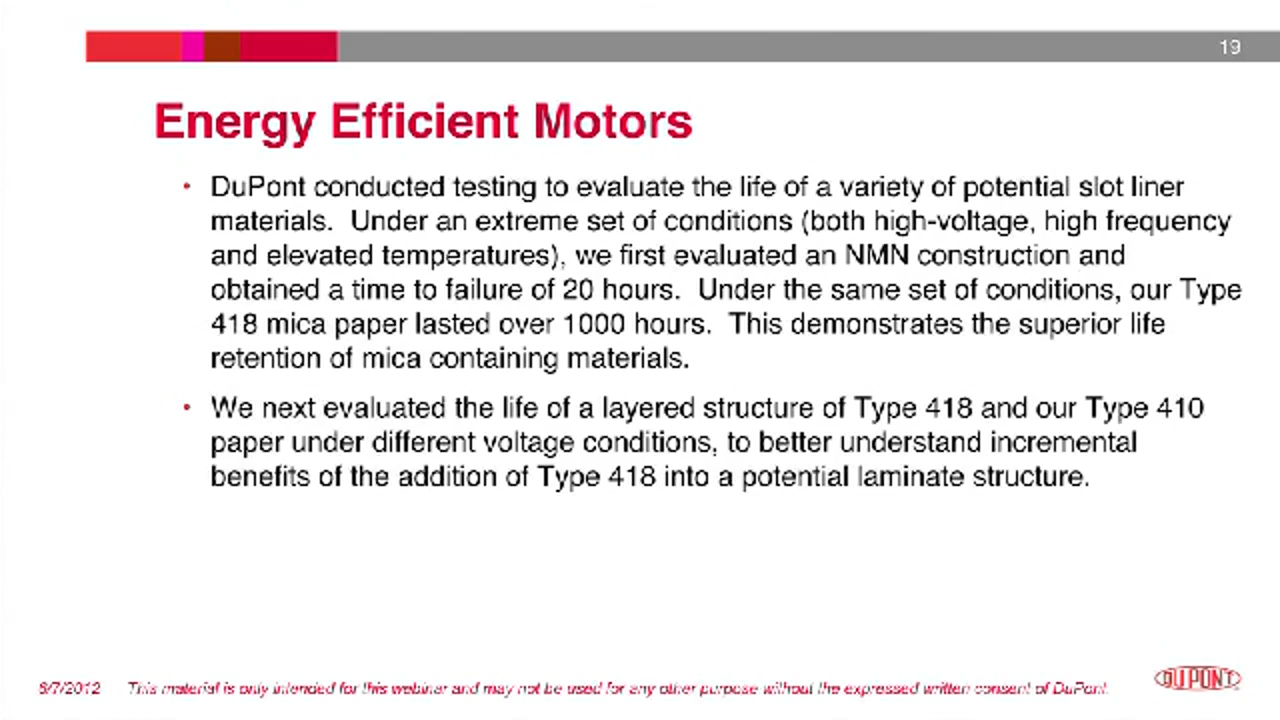 19
Energy Efficient Motors
• DuPont conducted testing to evaluate the life of a variety of potential slot liner
materials.  Under an extreme set of conditions (both high-voltage, high frequency
and elevated temperatures), we first evaluated an NMN construction and
obtained a time to failure of 20 hours.  Under the same set of conditions, our Type
418 mica paper lasted over 1000 hours.  This demonstrates the superior life
retention of mica containing materials.
• We next evaluated the life of a layered structure of Type 418 and our Type 410
paper under different voltage conditions, to better understand incremental
benefits of the addition of Type 418 into a potential laminate structure.
6/7/2012 This material is only intended for this webinar and may not be used for any other purpose without the expressed written consent of DuPont.
DUPONT